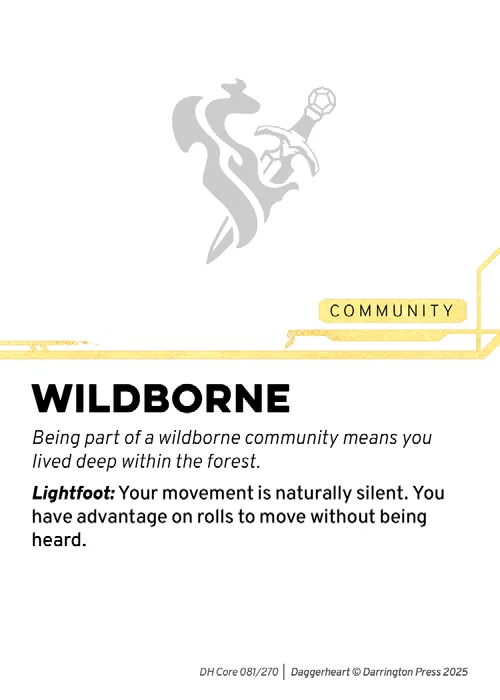 COMMUNITY
WILDBORNE
Being part of a wildborne community means you
lived deep within the forest.
Lightfoot: Your movement is naturally silent. You
have advantage on rolls to move without being
heard.
DH Core 081/270 | Daggerheart © Darrington Press 2025